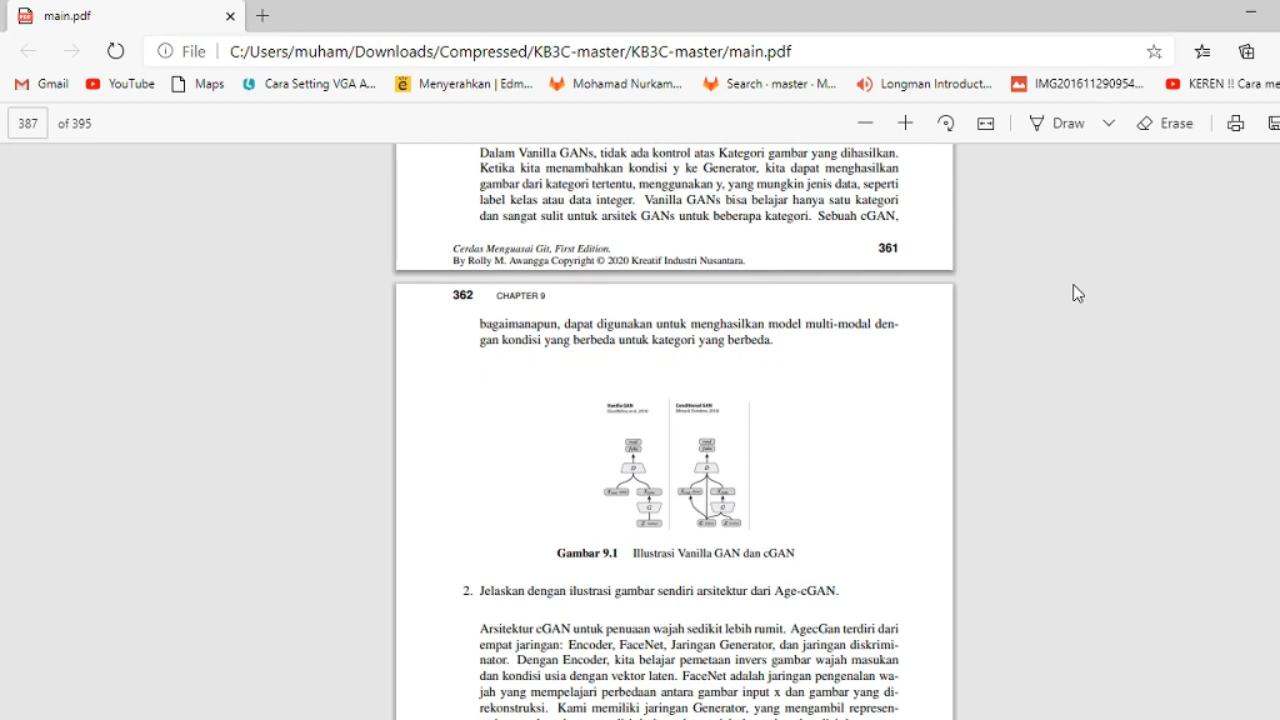 main.pdf
File
C:/Users/muham/Downloads/Compressed/KB3C-master/KB3C-master/main.pdf
Gmail
YouTube
Maps
Cara Setting VGA A...
Menyerahkan | Edm...
Mohamad Nurkam...
Search · master · M...
Longman Introduct...
IMG201611290954...
KEREN !! Cara me
387 of 395
Draw
Erase
Dalam Vanilla GANs, tidak ada kontrol atas Kategori gambar yang dihasilkan.
Ketika kita menambahkan kondisi y ke Generator, kita dapat menghasilkan
gambar dari kategori tertentu, menggunakan y, yang mungkin jenis data, seperti
label kelas atau data integer. Vanilla GANs bisa belajar hanya satu kategori
dan sangat sulit untuk arsitek GANs untuk beberapa kategori. Sebuah cGAN,
Cerdas Menguasai Git, First Edition.
361
By Rolly M. Awangga Copyright © 2020 Kreatif Industri Nusantara.
362 CHAPTER 9
bagaimanapun, dapat digunakan untuk menghasilkan model multi-modal den-
gan kondisi yang berbeda untuk kategori yang berbeda.
Vanilla GAN
Conditional GAN
real
fake
D
G
real
fake
D
G
Gambar 9.1 Illustrasi Vanilla GAN dan cGAN
2. Jelaskan dengan ilustrasi gambar sendiri arsitektur dari Age-cGAN.
Arsitektur cGAN untuk penuaan wajah sedikit lebih rumit. AgecGan terdiri dari
empat jaringan: Encoder, FaceNet, Jaringan Generator, dan jaringan diskrimi-
nator. Dengan Encoder, kita belajar pemetaan invers gambar wajah masukan
dan kondisi usia dengan vektor laten. FaceNet adalah jaringan pengenalan wa-
jah yang mempelajari perbedaan antara gambar input x dan gambar yang di-
rekonstruksi. Kami memiliki jaringan Generator, yang mengambil represen-